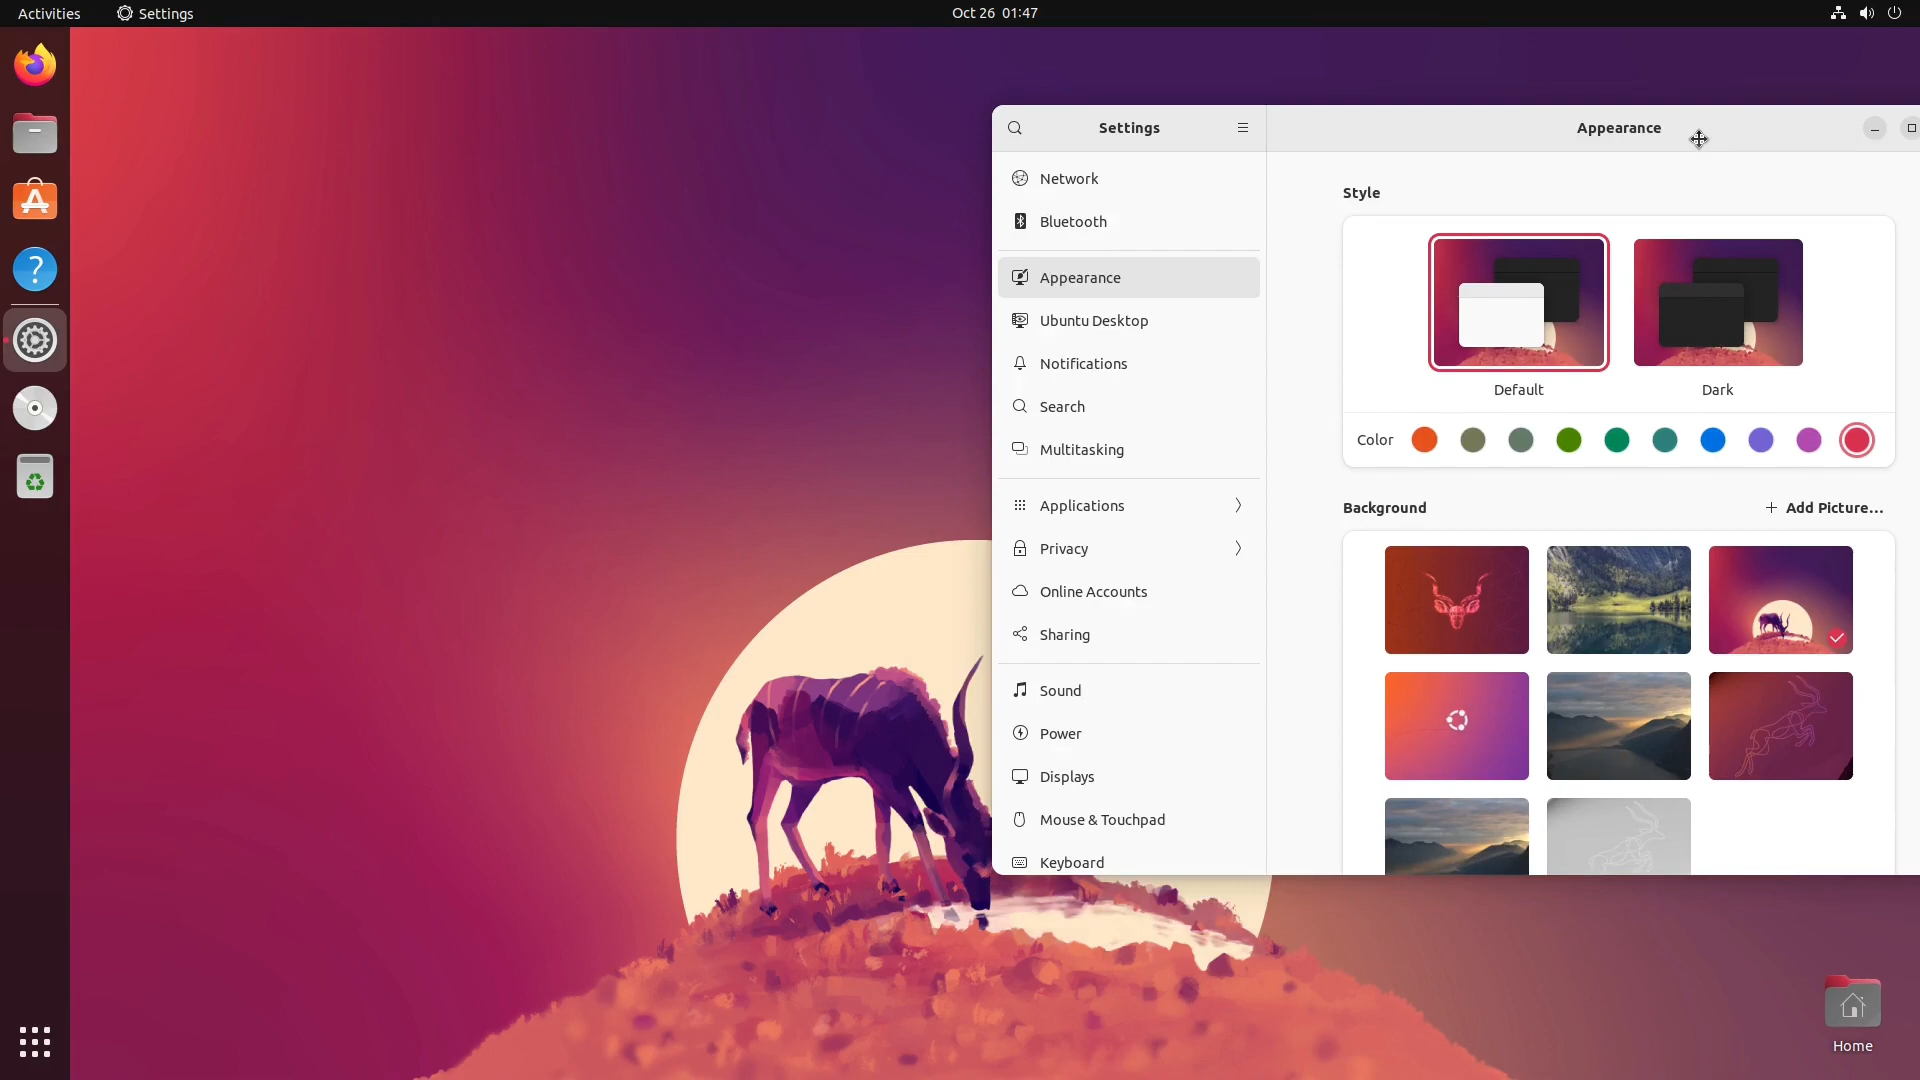 Activities
Settings
Oct 26 01:47
Settings
Appearance
Network
Bluetooth
Appearance
Ubuntu Desktop
Notifications
Search
Multitasking
Applications
Privacy
Online Accounts
Sharing
Sound
Power
Displays
Mouse & Touchpad
Keyboard
Style
Default
Dark
Color
Background
Add Picture…
Home